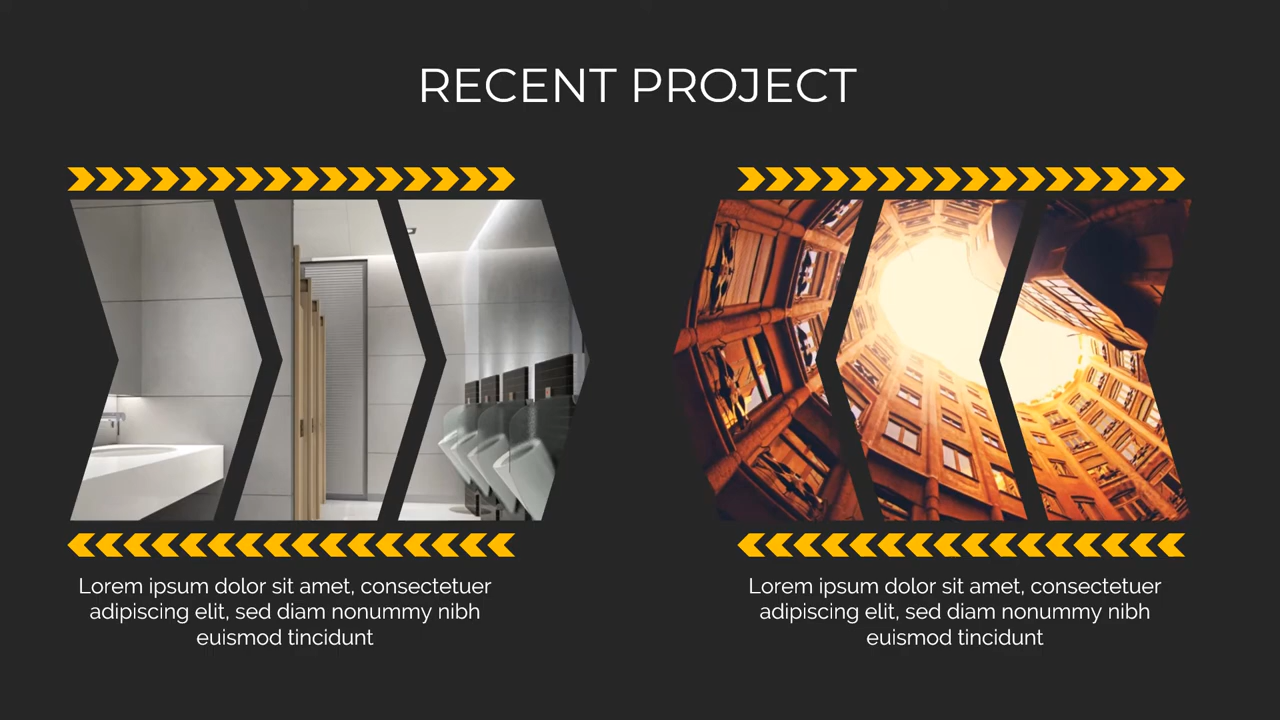 RECENT PROJECT
Lorem ipsum dolor sit amet, consectetuer
adipiscing elit, sed diam nonummy nibh
euismod tincidunt
Lorem ipsum dolor sit amet, consectetuer
adipiscing elit, sed diam nonummy nibh
euismod tincidunt